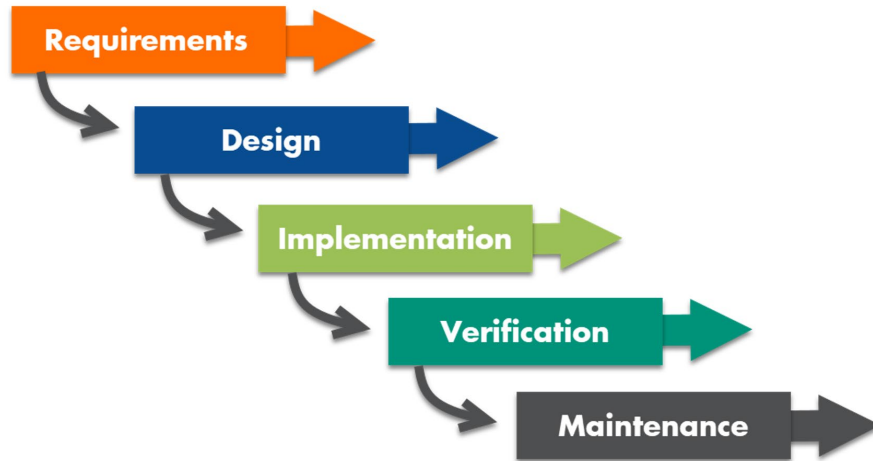 Requirements
Design
Implementation
Verification
Maintenance